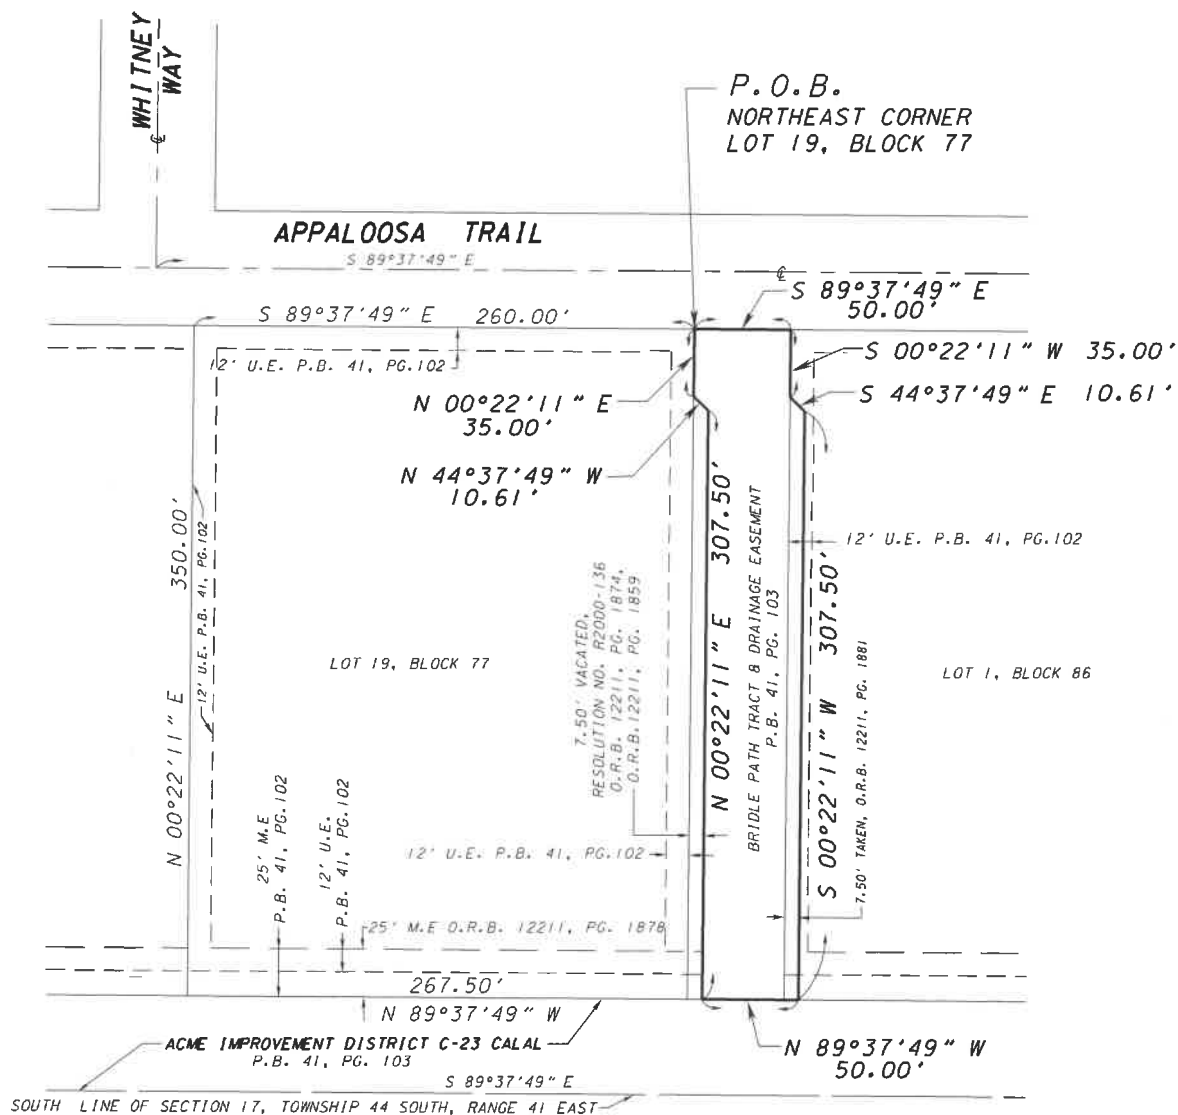 WHITNEY
WAY
℄
P.O.B.
NORTHEAST CORNER
LOT 19, BLOCK 77
APPALOOSA TRAIL
S 89°37'49" E
℄
S 89°37'49" E
50.00'
S 89°37'49" E 260.00'
12' U.E. P.B. 41, PG.102
S 00°22'11" W 35.00'
S 44°37'49" E 10.61'
N 00°22'11" E
35.00'
N 44°37'49" W
10.61'
N 00°22'11" E 350.00'
12' U.E. P.B. 41, PG.102
LOT 19, BLOCK 77
7.50' VACATED,
RESOLUTION NO. R2000-136
O.R.B. 12211, PG. 1874,
O.R.B.12211, PG. 1859
N 00°22'11" E 307.50'
BRIDLE PATH TRACT & DRAINAGE EASEMENT
P.B. 41, PG. 103
12' U.E. P.B. 41, PG.102
S 00°22'11" W 307.50'
7.50' TAKEN, O.R.B. 12211, PG. 1881
LOT 1, BLOCK 86
25' M.E
P.B. 41, PG.102
12' U.E.
P.B. 41, PG.102
12' U.E. P.B. 41, PG.102
25' M.E O.R.B. 12211, PG. 1878
267.50'
N 89°37'49" W
ACME IMPROVEMENT DISTRICT C-23 CALAL
P.B. 41, PG. 103
N 89°37'49" W
50.00'
S 89°37'49" E
SOUTH LINE OF SECTION 17, TOWNSHIP 44 SOUTH, RANGE 41 EAST